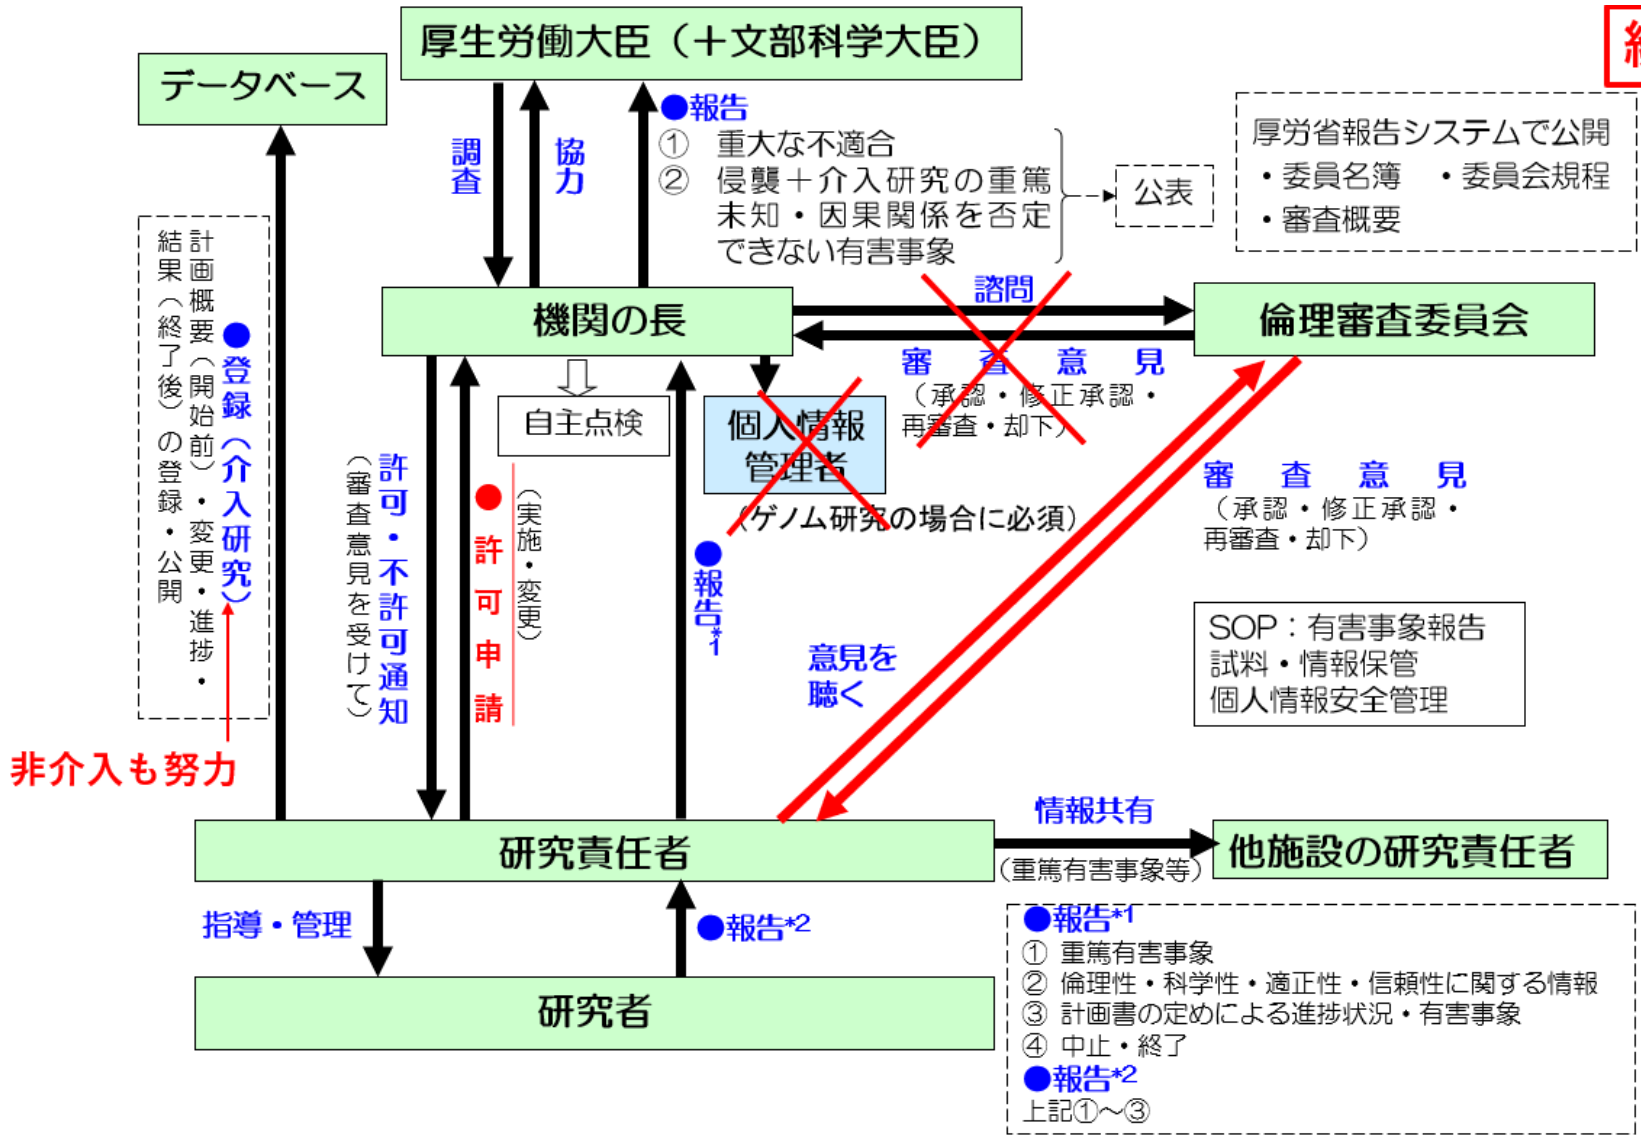 厚生労働大臣（＋文部科学大臣）
データベース
調査
協力
●報告
① 重大な不適合
② 侵襲＋介入研究の重篤
未知・因果関係を否定
できない有害事象
公表
厚労省報告システムで公開
・委員名簿 ・委員会規程
・審査概要
計画概要（開始前）・変更・進捗・
結果（終了後）の登録・公開
●登録（介入研究）
非介入も努力
機関の長
諮問
倫理審査委員会
審査意見
（承認・修正承認・
再審査・却下）
自主点検
個人情報
管理者
（ゲノム研究の場合に必須）
許可・不許可通知
（審査意見を受けて）
●許可申請
（実施・変更）
●報告*1
審査意見
（承認・修正承認・
再審査・却下）
意見を
聴く
SOP：有害事象報告
試料・情報保管
個人情報安全管理
研究責任者
情報共有
（重篤有害事象等）
他施設の研究責任者
指導・管理
●報告*2
研究者
●報告*1
① 重篤有害事象
② 倫理性・科学性・適正性・信頼性に関する情報
③ 計画書の定めによる進捗状況・有害事象
④ 中止・終了
●報告*2
上記①～③